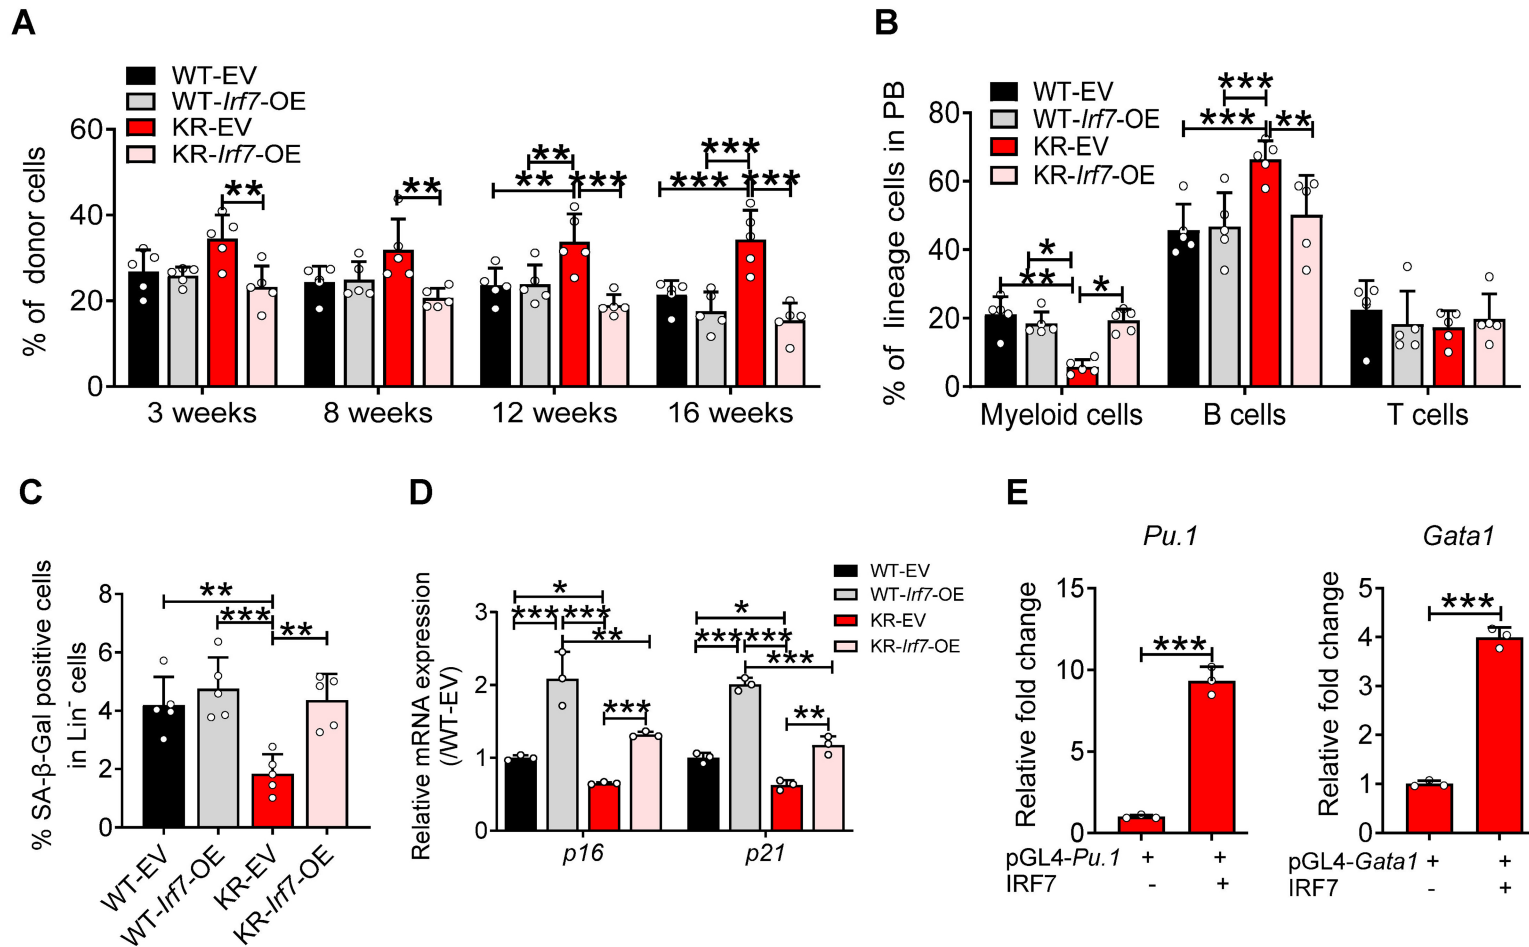 A
WT-EV
WT-Irf7-OE
KR-EV
KR-Irf7-OE
% of donor cells
60
40
20
0
** ** ** ** *** *** *** ***
3 weeks 8 weeks 12 weeks 16 weeks
B
WT-EV
WT-Irf7-OE
KR-EV
KR-Irf7-OE
% of lineage cells in PB
80
60
40
20
0
* ** * *** *** **
Myeloid cells B cells T cells
C
% SA-β-Gal positive cells
in Lin⁻ cells
8
6
4
2
0
** *** **
WT-EV WT-Irf7-OE KR-EV KR-Irf7-OE
D
WT-EV
WT-Irf7-OE
KR-EV
KR-Irf7-OE
Relative mRNA expression
(/WT-EV)
3
2
1
0
* *** *** ** *** * *** *** *** **
p16 p21
E
Pu.1
Relative fold change
15
10
5
0
***
pGL4-Pu.1 + +
IRF7 - +
Gata1
Relative fold change
5
4
3
2
1
0
***
pGL4-Gata1 + +
IRF7 - +